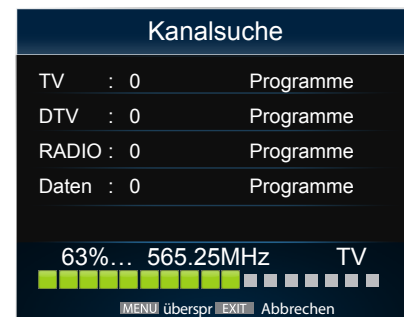 Kanalsuche
TV : 0 Programme
DTV : 0 Programme
RADIO : 0 Programme
Daten : 0 Programme
63%... 565.25MHz TV
MENU überspr EXIT Abbrechen